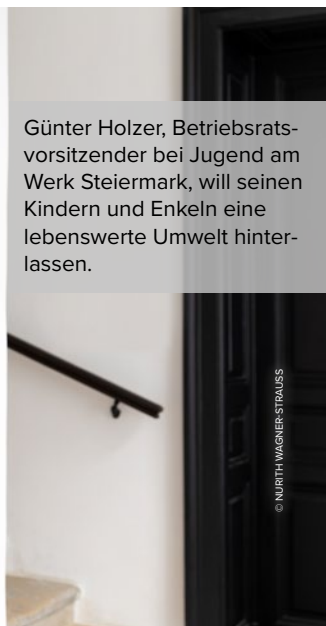 Günter Holzer, Betriebsrats-
vorsitzender bei Jugend am
Werk Steiermark, will seinen
Kindern und Enkeln eine
lebenswerte Umwelt hinter-
lassen.
© NURITH WAGNER-STRAUSS